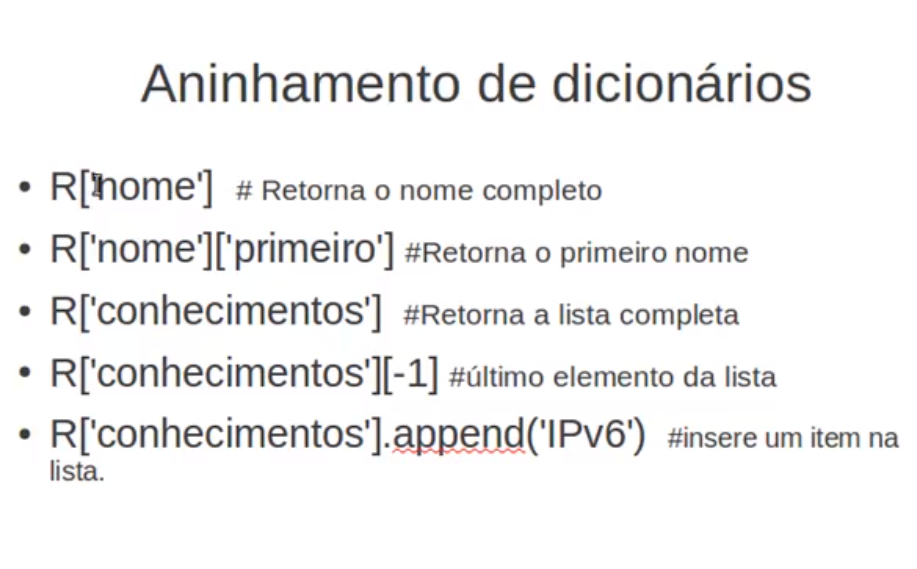 Aninhamento de dicionários
• R['nome'] # Retorna o nome completo
• R['nome']['primeiro'] #Retorna o primeiro nome
• R['conhecimentos'] #Retorna a lista completa
• R['conhecimentos'][-1] #último elemento da lista
• R['conhecimentos'].append('IPv6') #insere um item na
lista.